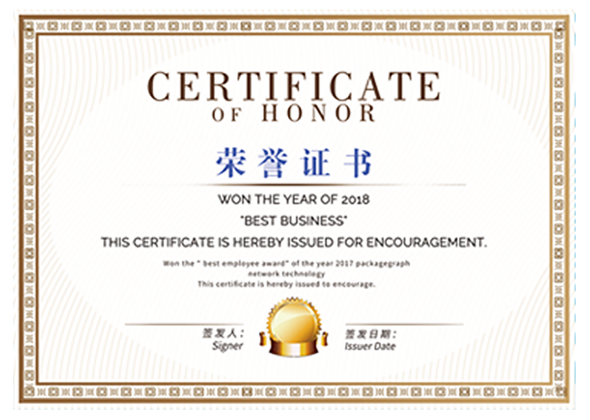 CERTIFICATE
OF HONOR
荣誉证书
WON THE YEAR OF 2018
"BEST BUSINESS"
THIS CERTIFICATE IS HEREBY ISSUED FOR ENCOURAGEMENT.
Won the " best employee award" of the year 2017 packagegraph
network technology
This certificate is hereby issued to encourage.
签发人：
Signer
签发日期：
Issuer Date